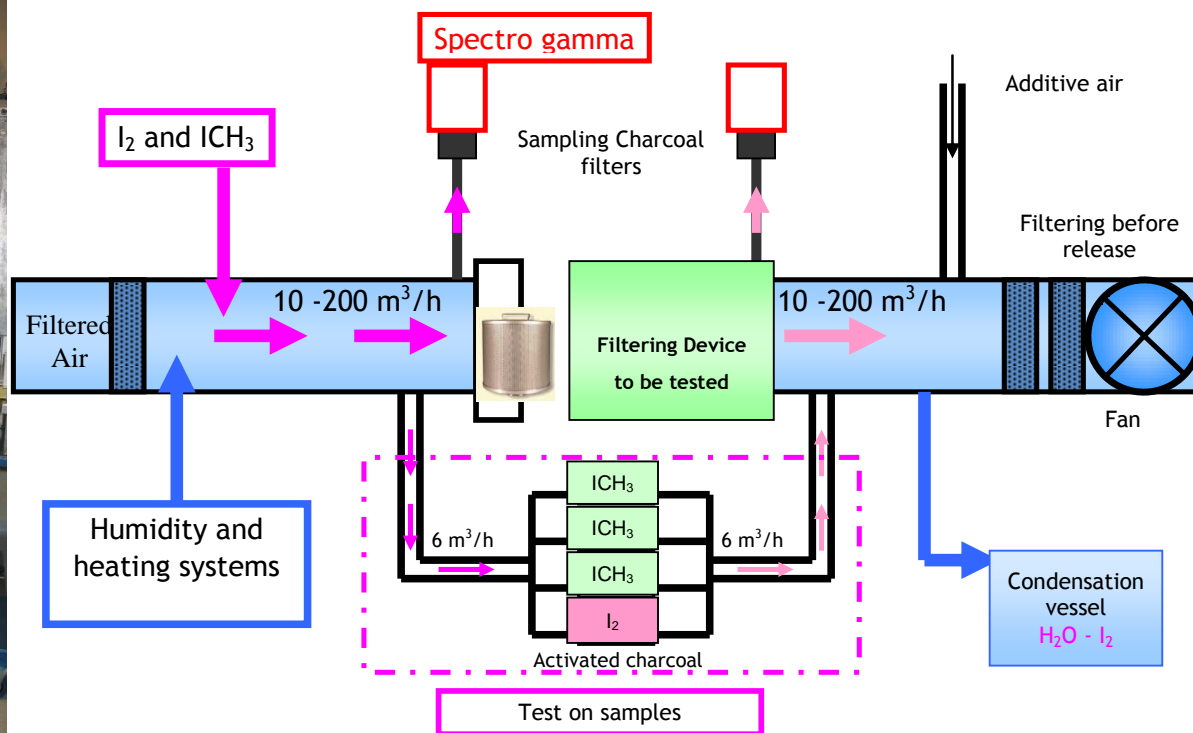 Spectro gamma
Additive air
I₂ and ICH₃
Sampling Charcoal
filters
Filtering before
release
10 -200 m³/h
10 -200 m³/h
Filtered
Air
Filtering Device
to be tested
Fan
Humidity and
heating systems
6 m³/h
ICH₃
ICH₃
ICH₃
I₂
6 m³/h
Activated charcoal
Condensation
vessel
H₂O - I₂
Test on samples